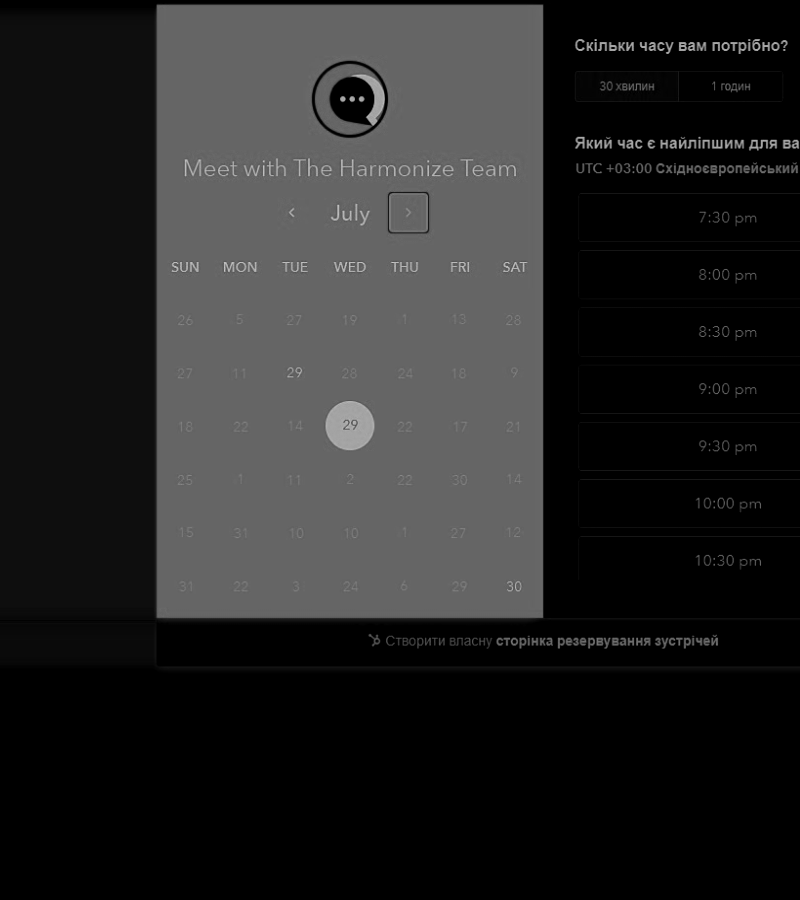 Meet with The Harmonize Team
July
SUN MON TUE WED THU FRI SAT
26 5 27 19 1 13 28
27 11 29 28 24 18 9
18 22 14 29 22 17 21
25 1 11 2 22 30 14
15 31 10 10 1 27 12
31 22 3 24 6 29 30
Скільки часу вам потрібно?
30 хвилин 1 годин
Який час є найліпшим для ва
UTC +03:00 Східноєвропейський
7:30 pm
8:00 pm
8:30 pm
9:00 pm
9:30 pm
10:00 pm
10:30 pm
Створити власну сторінка резервування зустрічей